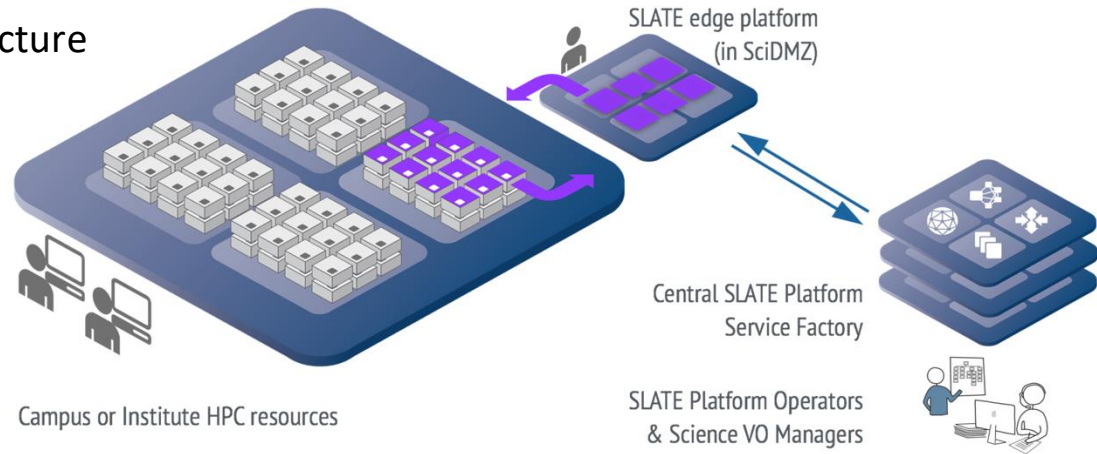 cture
SLATE edge platform
(in SciDMZ)
Central SLATE Platform
Service Factory
Campus or Institute HPC resources
SLATE Platform Operators
& Science VO Managers